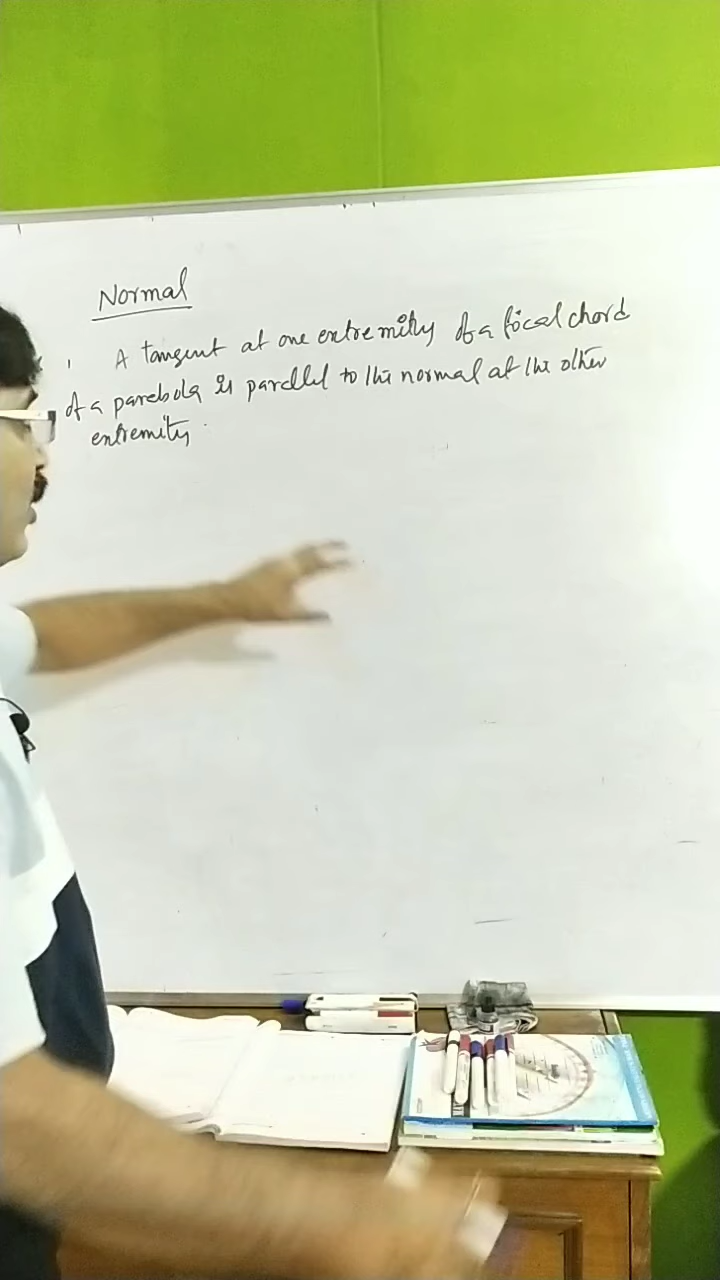 Normal
1 A tangent at one extremity of a focal chord
of a parabola is parallel to the normal at the other
extremity.